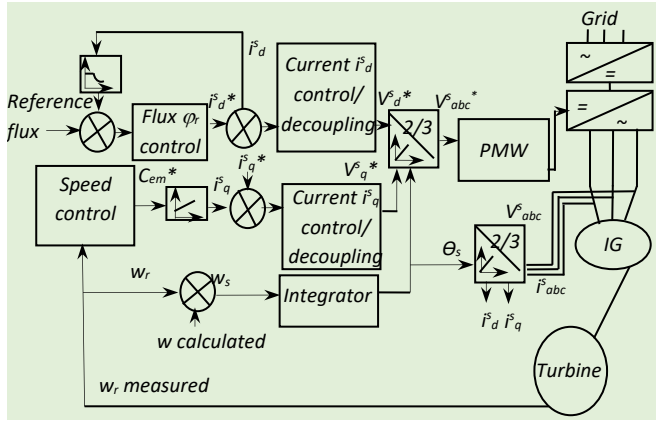 Grid
i^s_d
~
=
Reference
flux
i^s_d*
Flux φ_r
control
Current i^s_d
control/
decoupling
V^s_d*
V^s_abc*
2/3
PMW
=
~
Speed
control
C_em*
i^s_q
i^s_q*
Current i^s_q
control/
decoupling
V^s_q*
V^s_abc
2/3
IG
Θ_s
i^s_abc
w_r
w_s
Integrator
i^s_d i^s_q
w calculated
Turbine
w_r measured